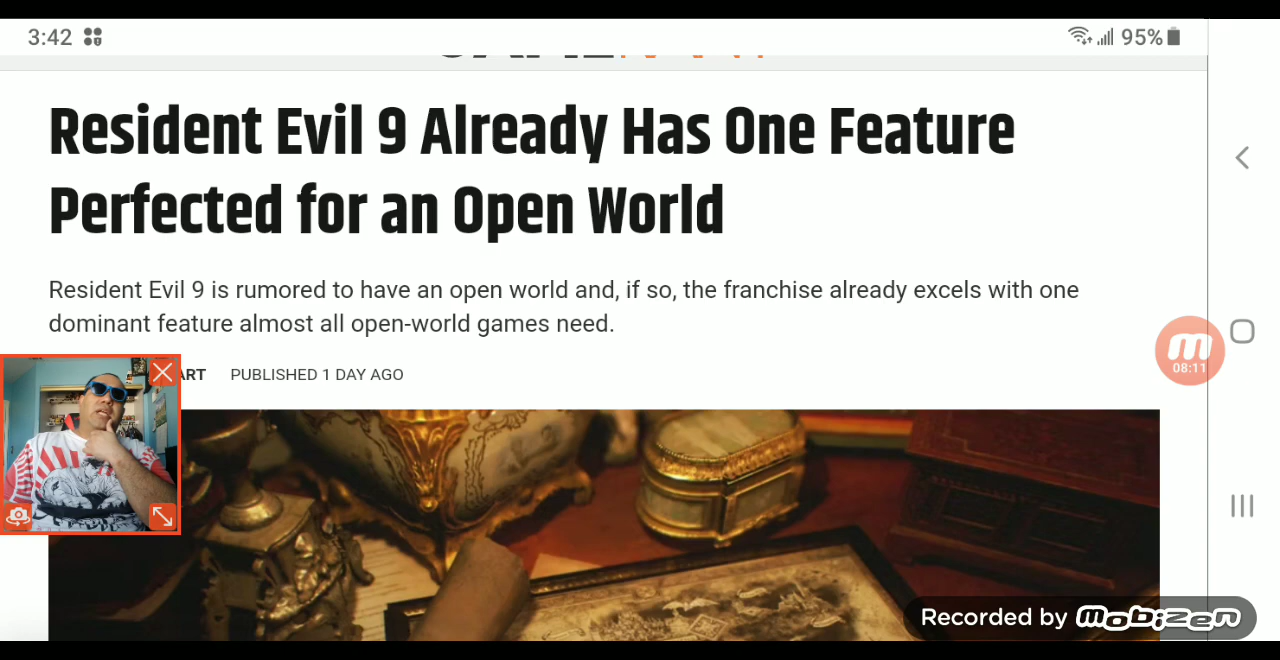 3:42
95%
Resident Evil 9 Already Has One Feature
Perfected for an Open World
Resident Evil 9 is rumored to have an open world and, if so, the franchise already excels with one
dominant feature almost all open-world games need.
ART PUBLISHED 1 DAY AGO
08:11
Recorded by mobizen